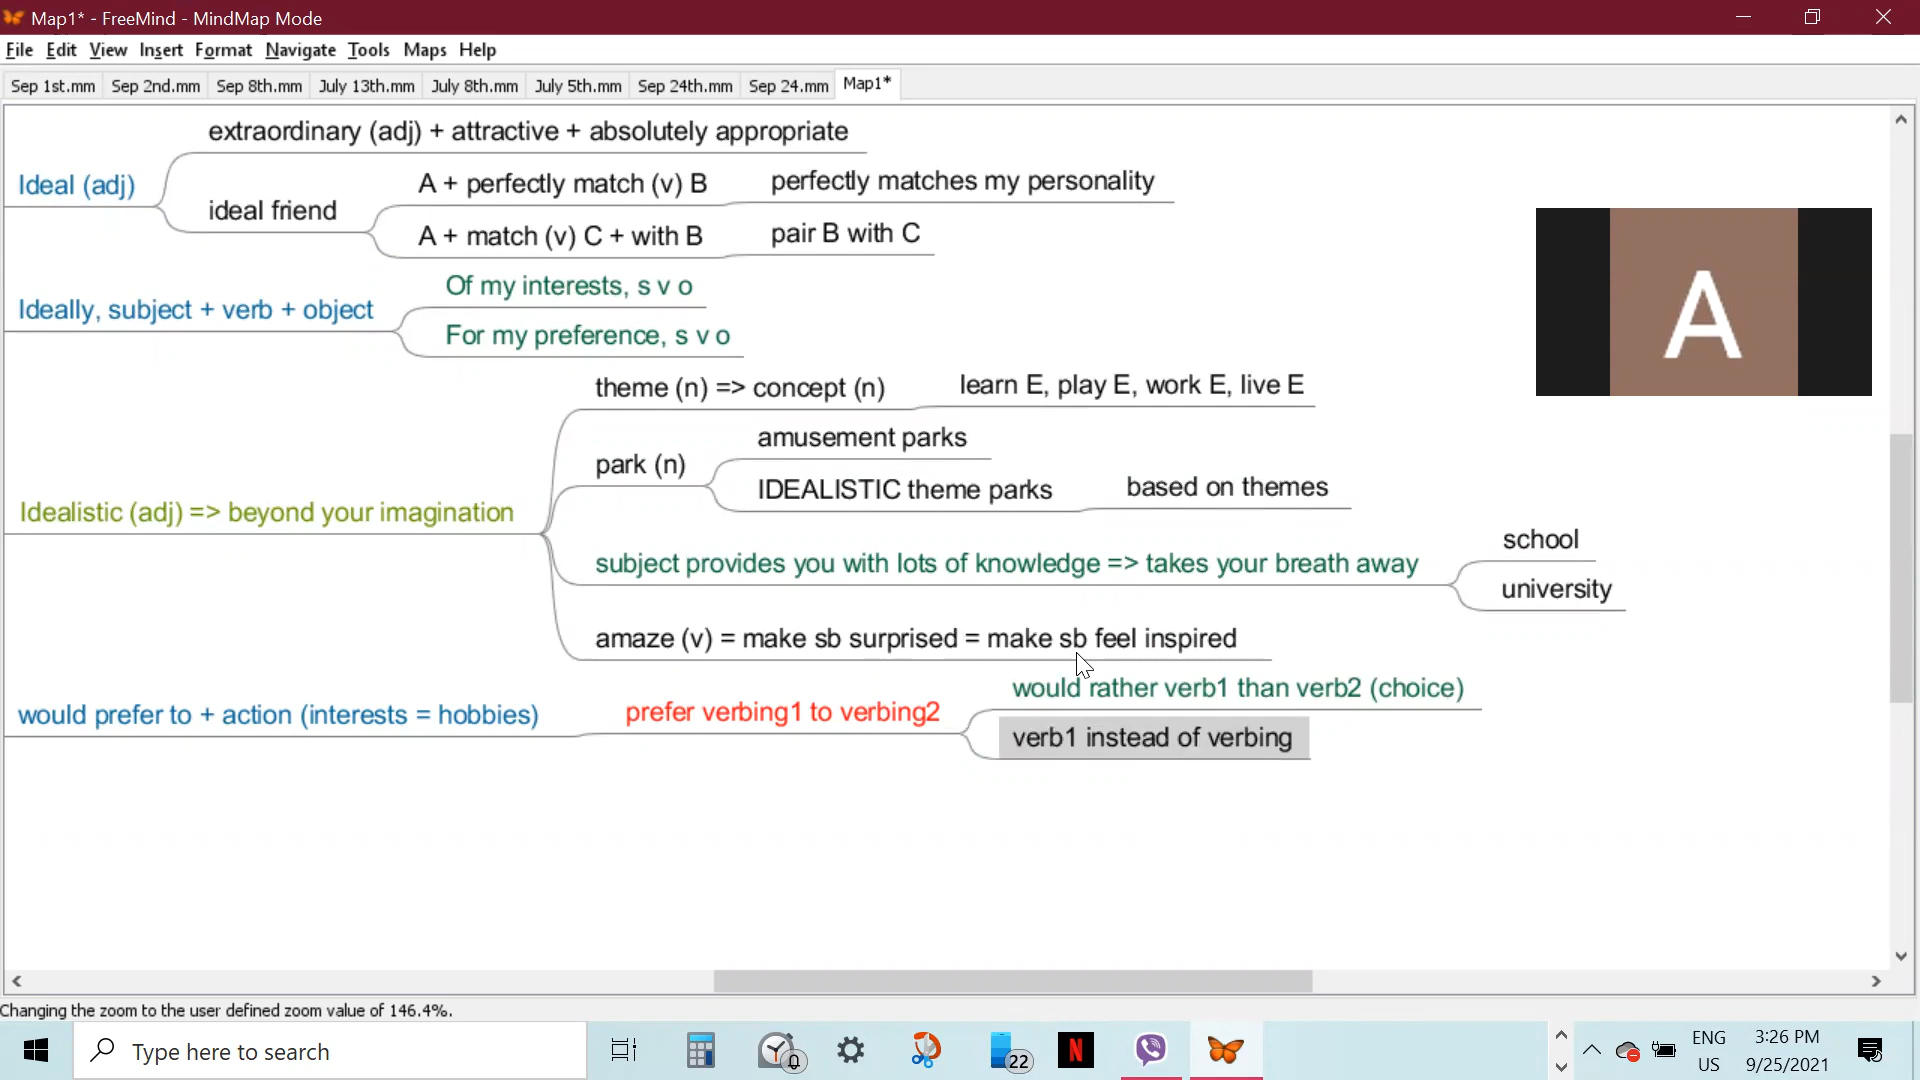 Map1* - FreeMind - MindMap Mode
File Edit View Insert Format Navigate Tools Maps Help
Sep 1st.mm Sep 2nd.mm Sep 8th.mm July 13th.mm July 8th.mm July 5th.mm Sep 24th.mm Sep 24.mm Map1*
extraordinary (adj) + attractive + absolutely appropriate
Ideal (adj)
ideal friend
A + perfectly match (v) B
perfectly matches my personality
A + match (v) C + with B
pair B with C
Ideally, subject + verb + object
Of my interests, s v o
For my preference, s v o
Idealistic (adj) => beyond your imagination
theme (n) => concept (n)
learn E, play E, work E, live E
park (n)
amusement parks
IDEALISTIC theme parks
based on themes
subject provides you with lots of knowledge => takes your breath away
school
university
amaze (v) = make sb surprised = make sb feel inspired
would prefer to + action (interests = hobbies)
prefer verbing1 to verbing2
would rather verb1 than verb2 (choice)
verb1 instead of verbing
A
Changing the zoom to the user defined zoom value of 146.4%.
Type here to search
22
N
ENG
US
3:26 PM
9/25/2021